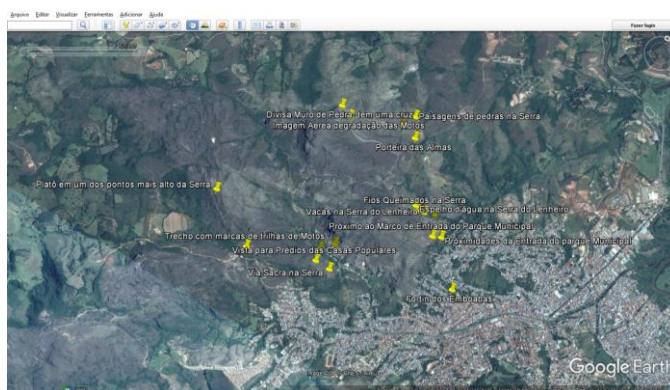 Arquivo Editar Visualizar Ferramentas Adicionar Ajuda
Fazer login
Divisa Muro de Pedra, tem uma cruz
Paisagens de pedras na Serra
Imagem Aerea degradação das Motos
Porteira das Almas
Platô em um dos pontos mais alto da Serra
Fios Queimados na Serra
Vacas na Serra do Lenheiro
Espelho d'água na Serra do Lenheiro
Próximo ao Marco de Entrada do Parque Municipal
Trecho com marcas de trilhas de Motos
Proximidades da Entrada do parque Municipal
Vista para Prédios das Casas Populares
Via Sacra na Serra
Fortin dos Emboabas
Google Earth